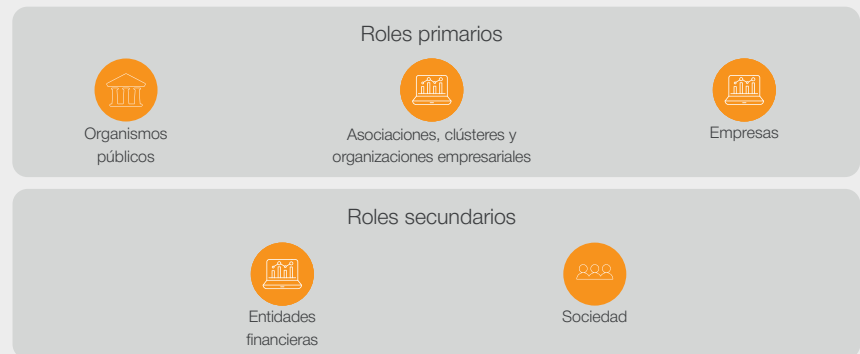 Roles primarios
Organismos
públicos
Asociaciones, clústeres y
organizaciones empresariales
Empresas
Roles secundarios
Entidades
financieras
Sociedad